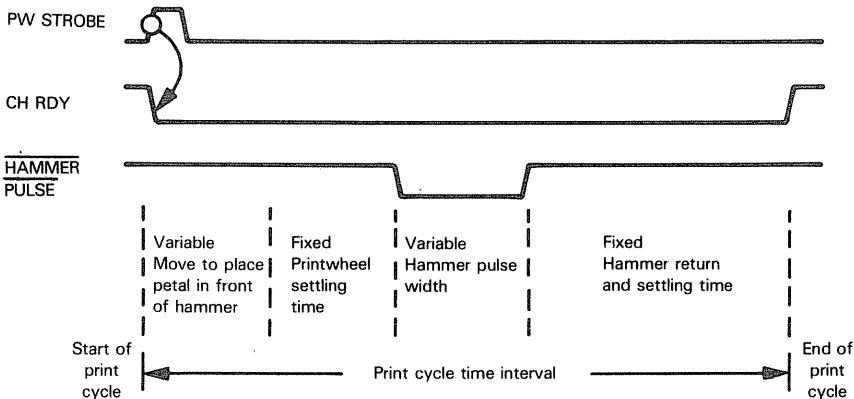 PW STROBE
CH RDY
HAMMER
PULSE
Variable
Move to place
petal in front
of hammer
Fixed
Printwheel
settling
time
Variable
Hammer pulse
width
Fixed
Hammer return
and settling time
Start of
print
cycle
Print cycle time interval
End of
print
cycle